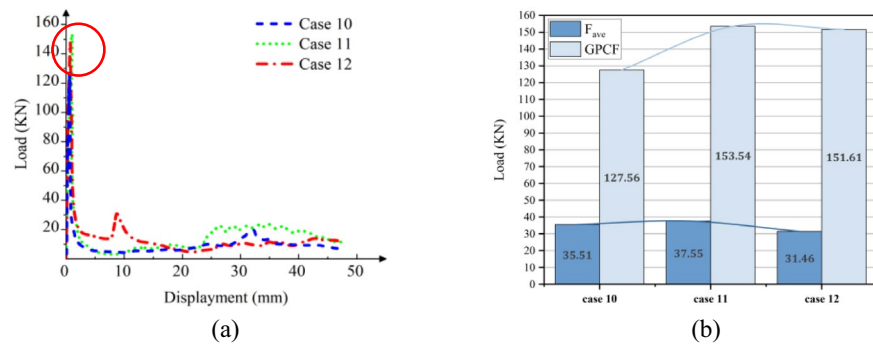 160
140
120
100
80
60
40
20
0
10
20
30
40
50
Load (KN)
Displayment (mm)
Case 10
Case 11
Case 12
(a)
160
150
140
130
120
110
100
90
80
70
60
50
40
30
20
10
0
Load (KN)
F_ave
GPCF
127.56
153.54
151.61
35.51
37.55
31.46
case 10
case 11
case 12
(b)